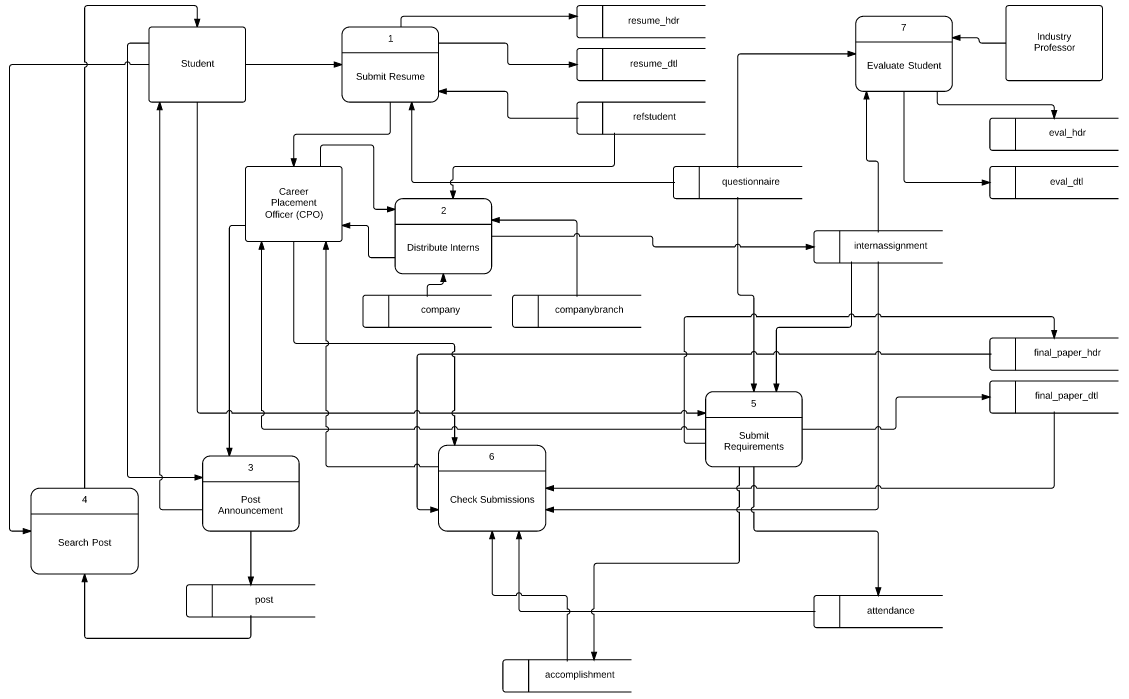 1
Submit Resume
resume_hdr
7
Evaluate Student
Industry
Professor
Student
resume_dtl
refstudent
eval_hdr
Career
Placement
Officer (CPO)
questionnaire
eval_dtl
2
Distribute Interns
internassignment
company
companybranch
final_paper_hdr
final_paper_dtl
5
Submit
Requirements
6
Check Submissions
3
Post
Announcement
4
Search Post
post
attendance
accomplishment